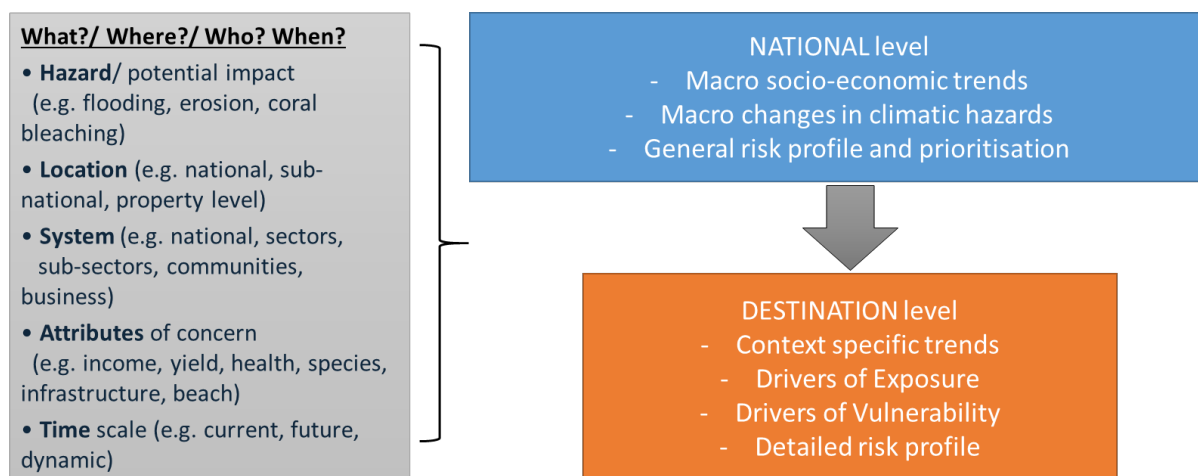 What?/ Where?/ Who? When?
• Hazard/ potential impact
(e.g. flooding, erosion, coral
bleaching)
• Location (e.g. national, sub-
national, property level)
• System (e.g. national, sectors,
sub-sectors, communities,
business)
• Attributes of concern
(e.g. income, yield, health, species,
infrastructure, beach)
• Time scale (e.g. current, future,
dynamic)
NATIONAL level
- Macro socio-economic trends
- Macro changes in climatic hazards
- General risk profile and prioritisation
DESTINATION level
- Context specific trends
- Drivers of Exposure
- Drivers of Vulnerability
- Detailed risk profile